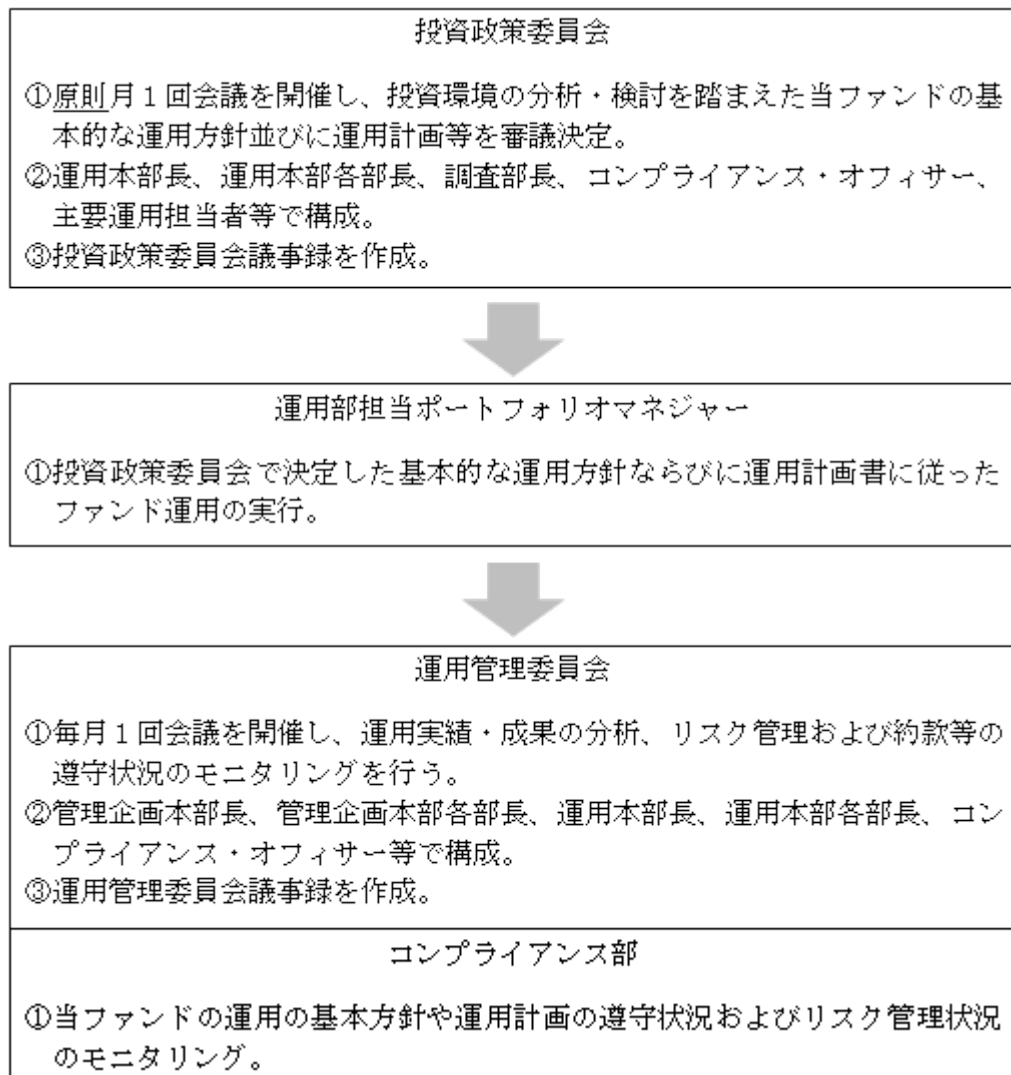 投資政策委員会
①原則月１回会議を開催し、投資環境の分析・検討を踏まえた当ファンドの基
本的な運用方針並びに運用計画等を審議決定。
②運用本部長、運用本部各部長、調査部長、コンプライアンス・オフィサー、
主要運用担当者等で構成。
③投資政策委員会議事録を作成。
運用部担当ポートフォリオマネジャー
①投資政策委員会で決定した基本的な運用方針ならびに運用計画書に従った
ファンド運用の実行。
運用管理委員会
①毎月１回会議を開催し、運用実績・成果の分析、リスク管理および約款等の
遵守状況のモニタリングを行う。
②管理企画本部長、管理企画本部各部長、運用本部長、運用本部各部長、コン
プライアンス・オフィサー等で構成。
③運用管理委員会議事録を作成。
コンプライアンス部
①当ファンドの運用の基本方針や運用計画の遵守状況およびリスク管理状況
のモニタリング。